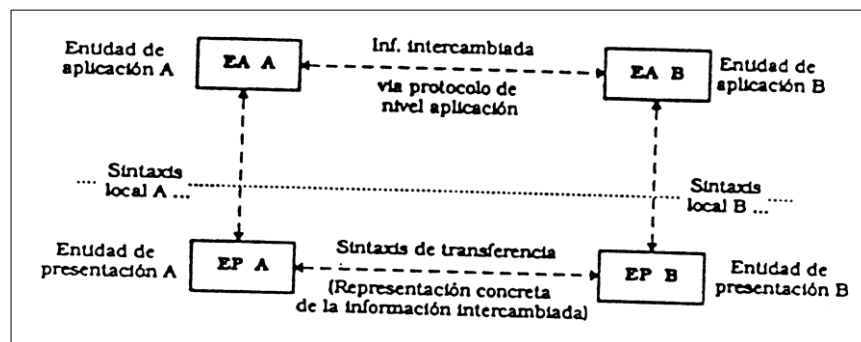 Entidad de
aplicación A
EA A
Inf. intercambiada
vía protocolo de
nivel aplicación
EA B
Entidad de
aplicación B
Sintaxis
local A ...
Sintaxis
local B ...
Entidad de
presentación A
EP A
Sintaxis de transferencia
(Representación concreta
de la información intercambiada)
EP B
Entidad de
presentación B